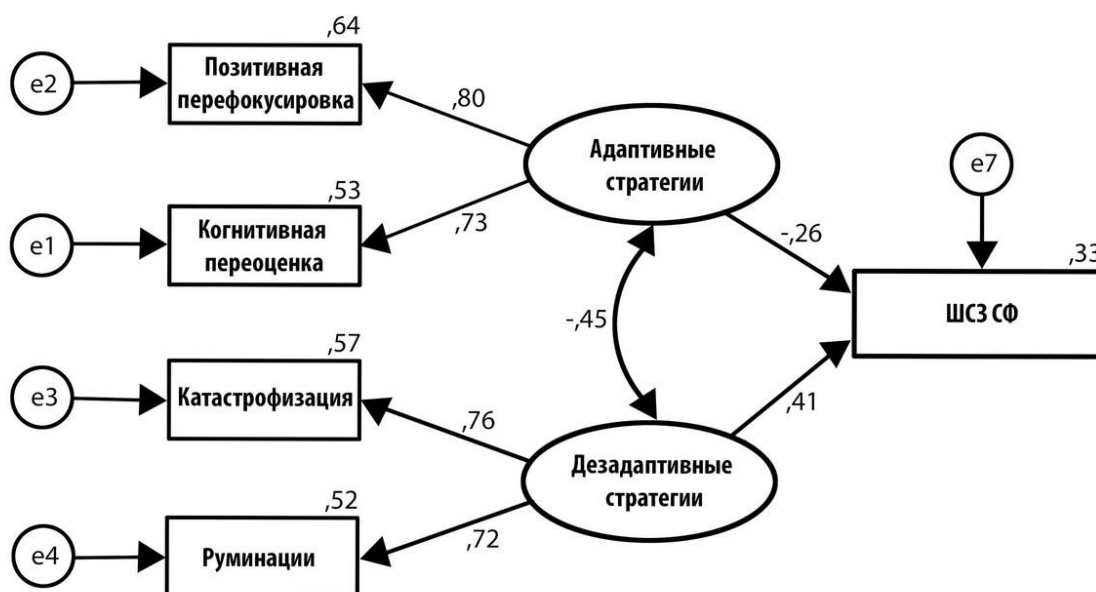 ,64
e2
Позитивная
перефокусировка
,80
Адаптивные
стратегии
e7
,53
e1
Когнитивная
переоценка
,73
-,26
,33
ШСЗ СФ
-,45
,57
e3
Катастрофизация
,76
,41
Дезадаптивные
стратегии
,52
e4
Руминации
,72